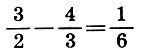 3/2 − 4/3 = 1/6